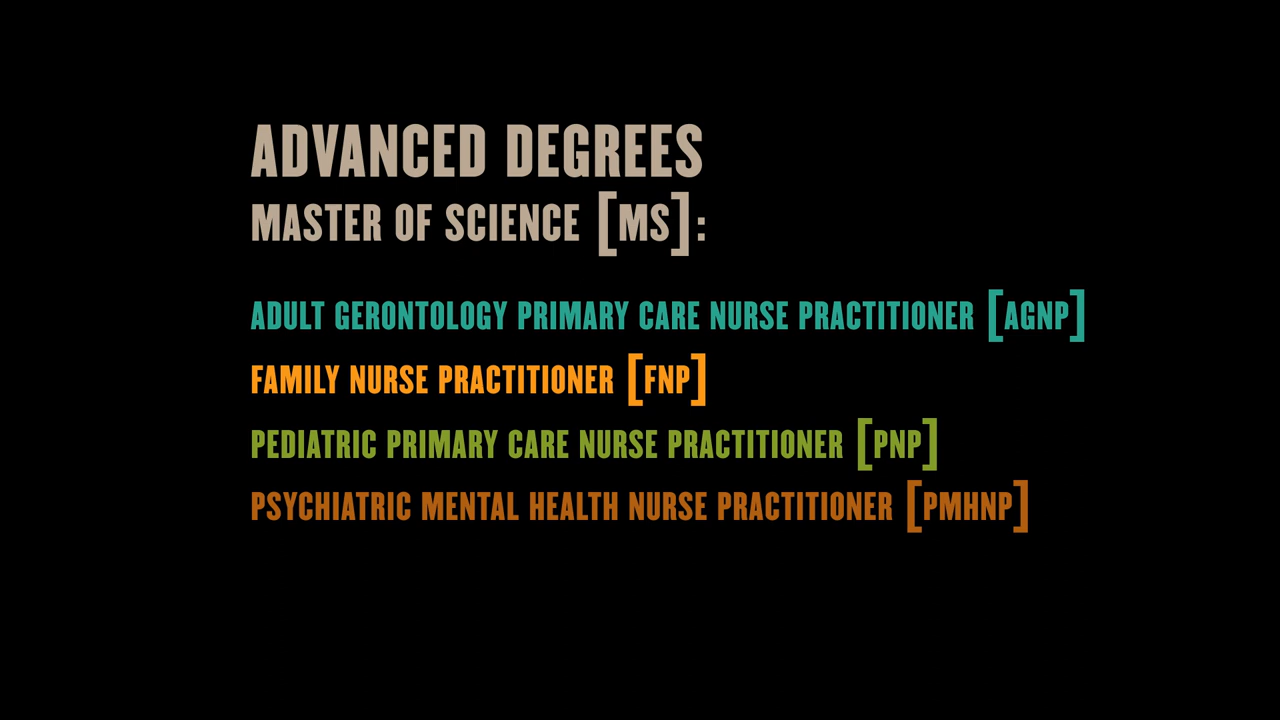 ADVANCED DEGREES
MASTER OF SCIENCE [MS]:
ADULT GERONTOLOGY PRIMARY CARE NURSE PRACTITIONER [AGNP]
FAMILY NURSE PRACTITIONER [FNP]
PEDIATRIC PRIMARY CARE NURSE PRACTITIONER [PNP]
PSYCHIATRIC MENTAL HEALTH NURSE PRACTITIONER [PMHNP]